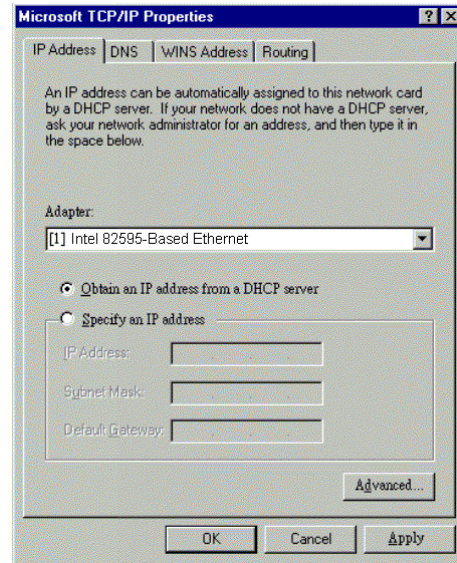 Microsoft TCP/IP Properties
IP Address DNS WINS Address Routing
An IP address can be automatically assigned to this network card
by a DHCP server. If your network does not have a DHCP server,
ask your network administrator for an address, and then type it in
the space below.
Adapter:
[1] Intel 82595-Based Ethernet
Obtain an IP address from a DHCP server
Specify an IP address
IP Address:
Subnet Mask:
Default Gateway:
Advanced...
OK Cancel Apply